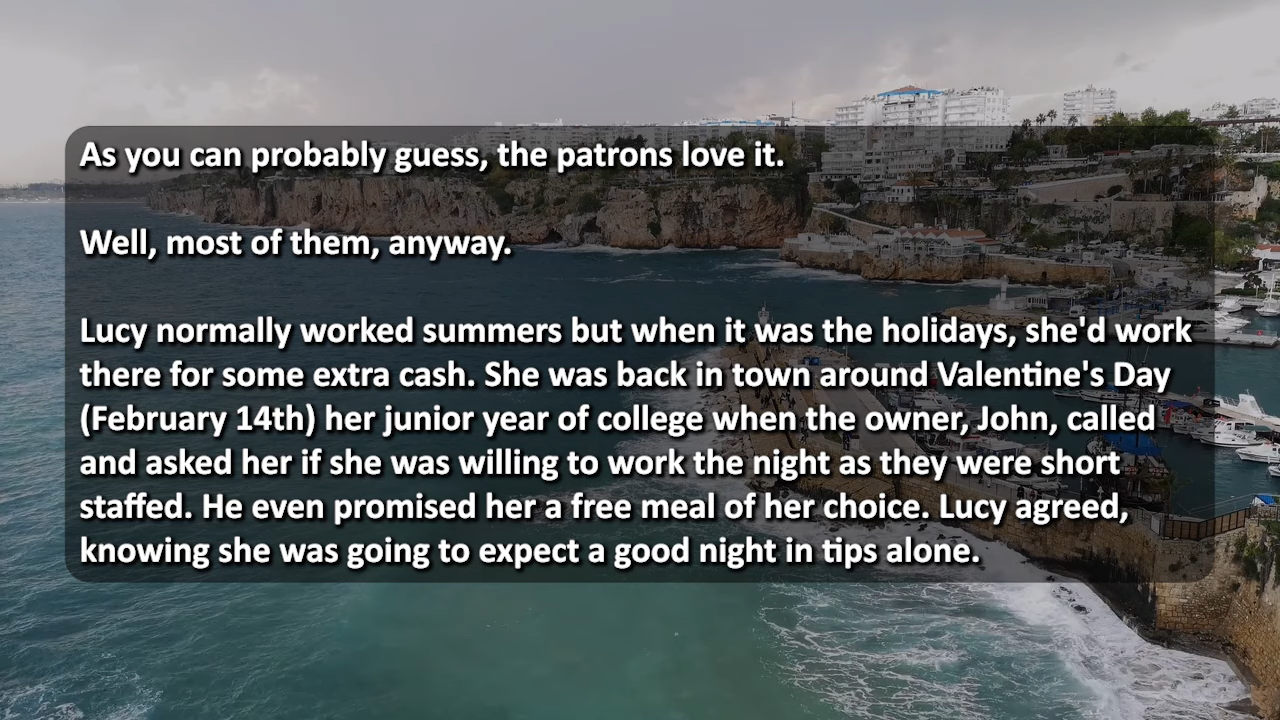 As you can probably guess, the patrons love it.
Well, most of them, anyway.
Lucy normally worked summers but when it was the holidays, she'd work
there for some extra cash. She was back in town around Valentine's Day
(February 14th) her junior year of college when the owner, John, called
and asked her if she was willing to work the night as they were short
staffed. He even promised her a free meal of her choice. Lucy agreed,
knowing she was going to expect a good night in tips alone.